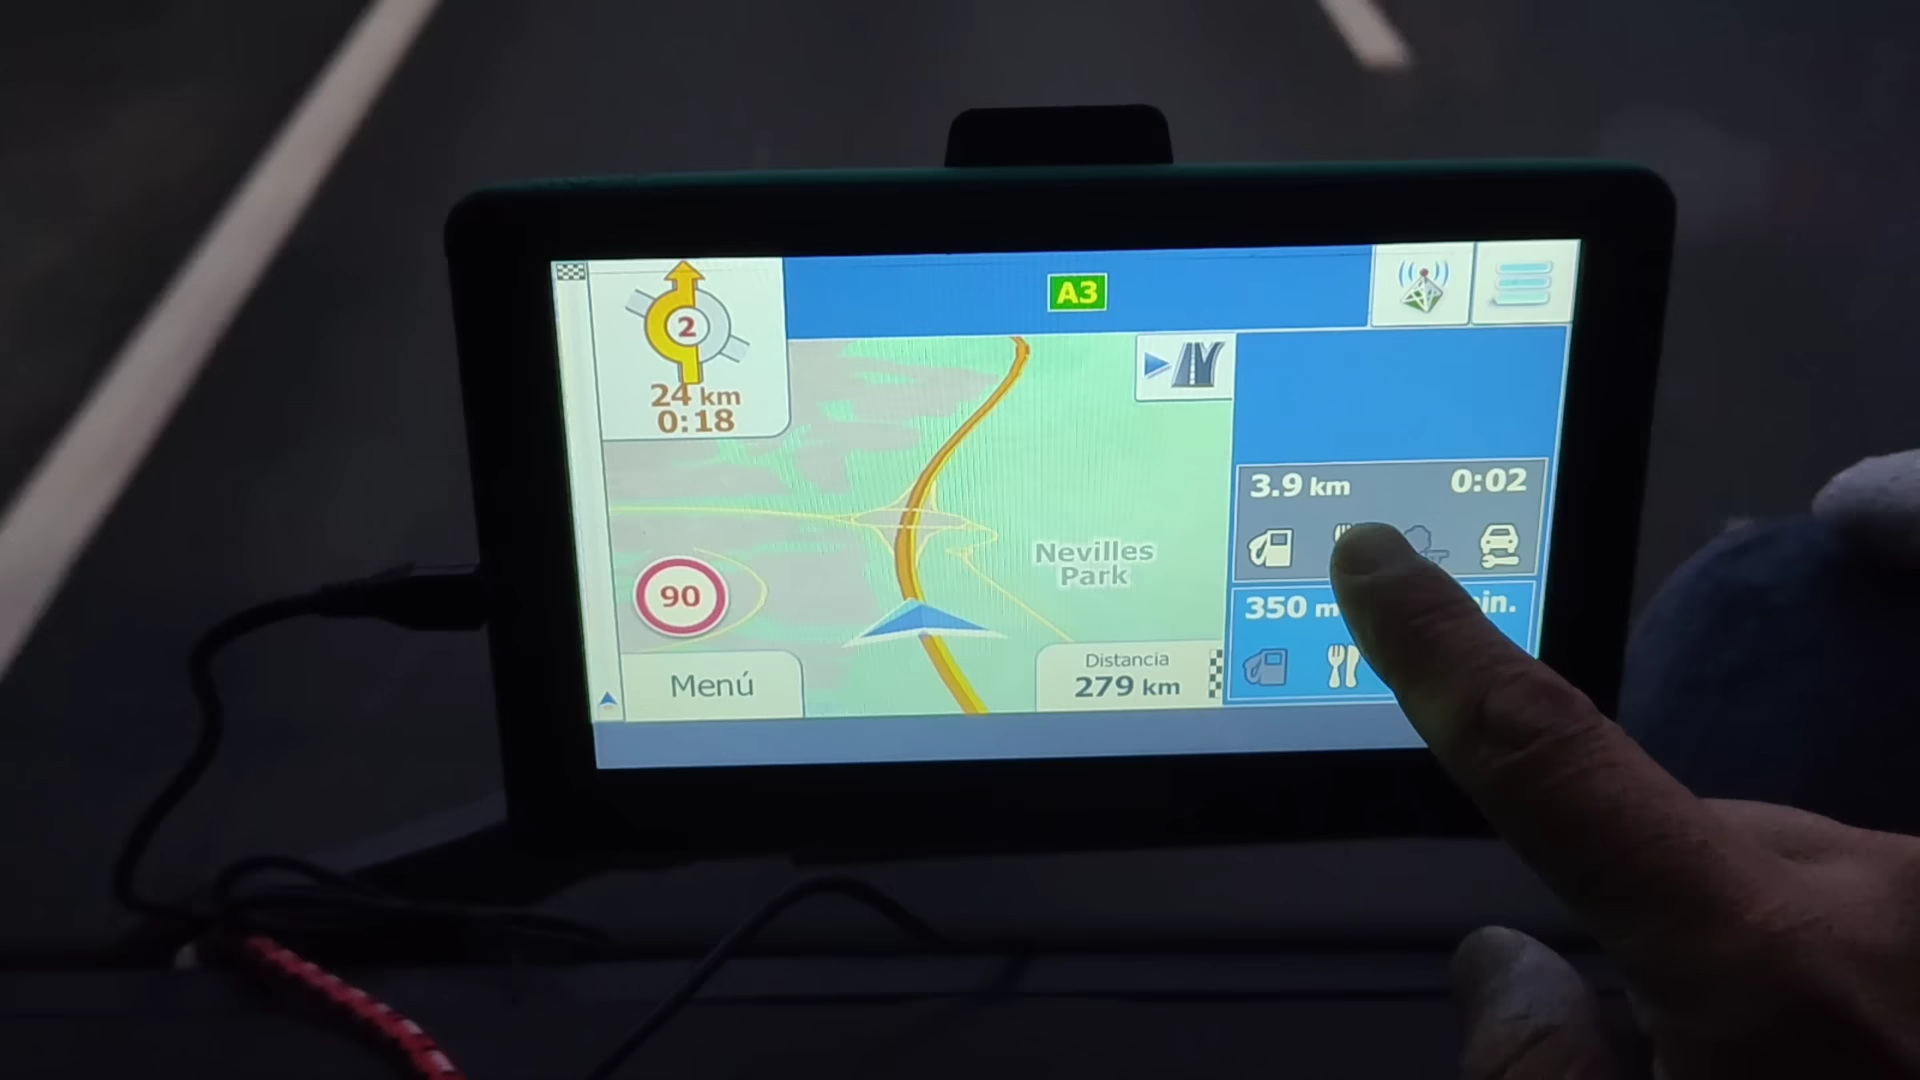 A3
2
24 km
0:18
3.9 km
0:02
Nevilles
Park
90
350 m
Distancia
279 km
Menú